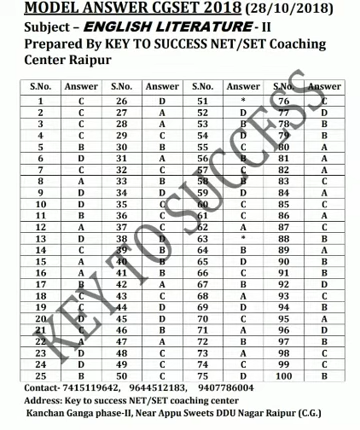 MODEL ANSWER CGSET 2018 (28/10/2018)
Subject – ENGLISH LITERATURE - II
Prepared By KEY TO SUCCESS NET/SET Coaching
Center Raipur
S.No. Answer S.No. Answer S.No. Answer S.No. Answer
1 C 26 D 51 * 76 C
2 C 27 A 52 D 77 D
3 C 28 A 53 B 78 B
4 C 29 C 54 D 79 B
5 B 30 B 55 C 80 A
6 D 31 A 56 B 81 A
7 C 32 C 57 C 82 A
8 A 33 B 58 B 83 C
9 D 34 D 59 D 84 A
10 D 35 C 60 C 85 C
11 B 36 C 61 C 86 A
12 A 37 C 62 A 87 C
13 D 38 D 63 * 88 B
14 C 39 B 64 B 89 A
15 A 40 B 65 D 90 B
16 A 41 B 66 C 91 B
17 B 42 A 67 B 92 D
18 C 43 C 68 A 93 C
19 C 44 D 69 D 94 B
20 D 45 D 70 C 95 A
21 C 46 B 71 A 96 D
22 A 47 A 72 B 97 B
23 D 48 C 73 A 98 C
24 D 49 C 74 C 99 C
25 B 50 C 75 D 100 B
KEY TO SUCCESS
Contact- 7415119642, 9644512183, 9407786004
Address: Key to success NET/SET coaching center
Kanchan Ganga phase-II, Near Appu Sweets DDU Nagar Raipur (C.G.)